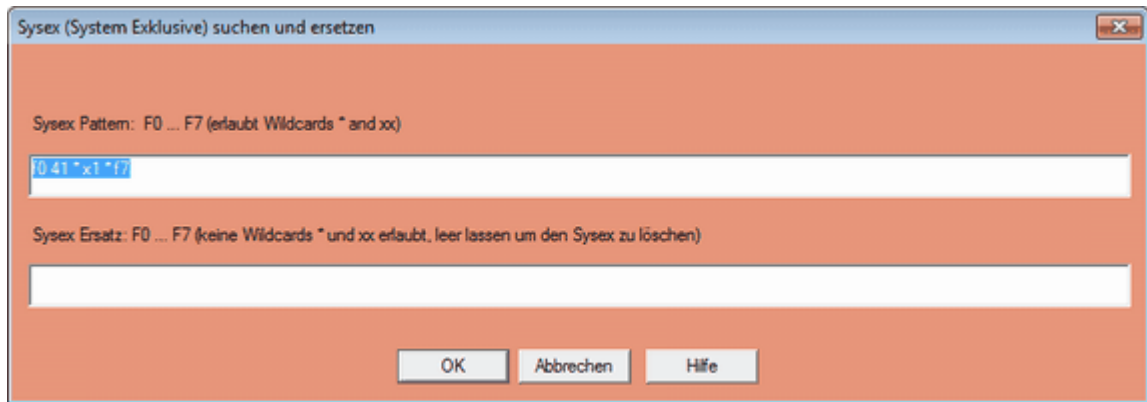 Sysex (System Exklusive) suchen und ersetzen
Sysex Pattern: F0 ... F7 (erlaubt Wildcards * and xx)
f0 41 * x1 * f7
Sysex Ersatz: F0 ... F7 (keine Wildcards * und xx erlaubt, leer lassen um den Sysex zu löschen)
OK Abbrechen Hilfe